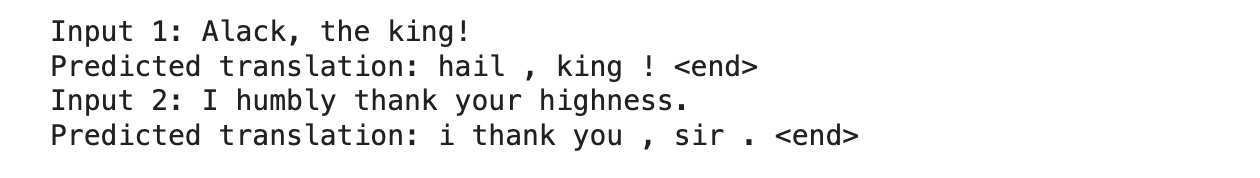 Input 1: Alack, the king!
Predicted translation: hail , king ! <end>
Input 2: I humbly thank your highness.
Predicted translation: i thank you , sir . <end>